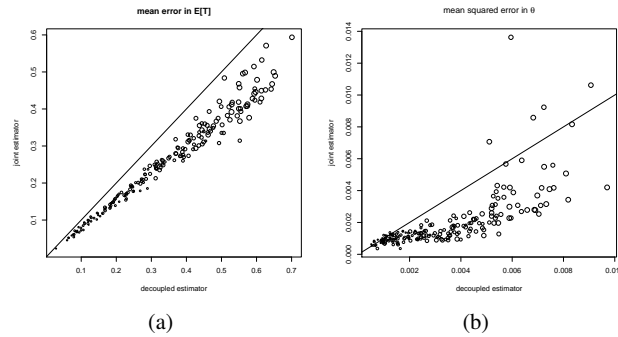 mean error in E[T]
0.6
0.5
0.4
0.3
0.2
0.1
joint estimator
0.1 0.2 0.3 0.4 0.5 0.6 0.7
decoupled estimator
(a)
mean squared error in θ
0.014
0.012
0.010
0.008
0.006
0.004
0.002
0.000
joint estimator
0.002 0.004 0.006 0.008 0.01
decoupled estimator
(b)